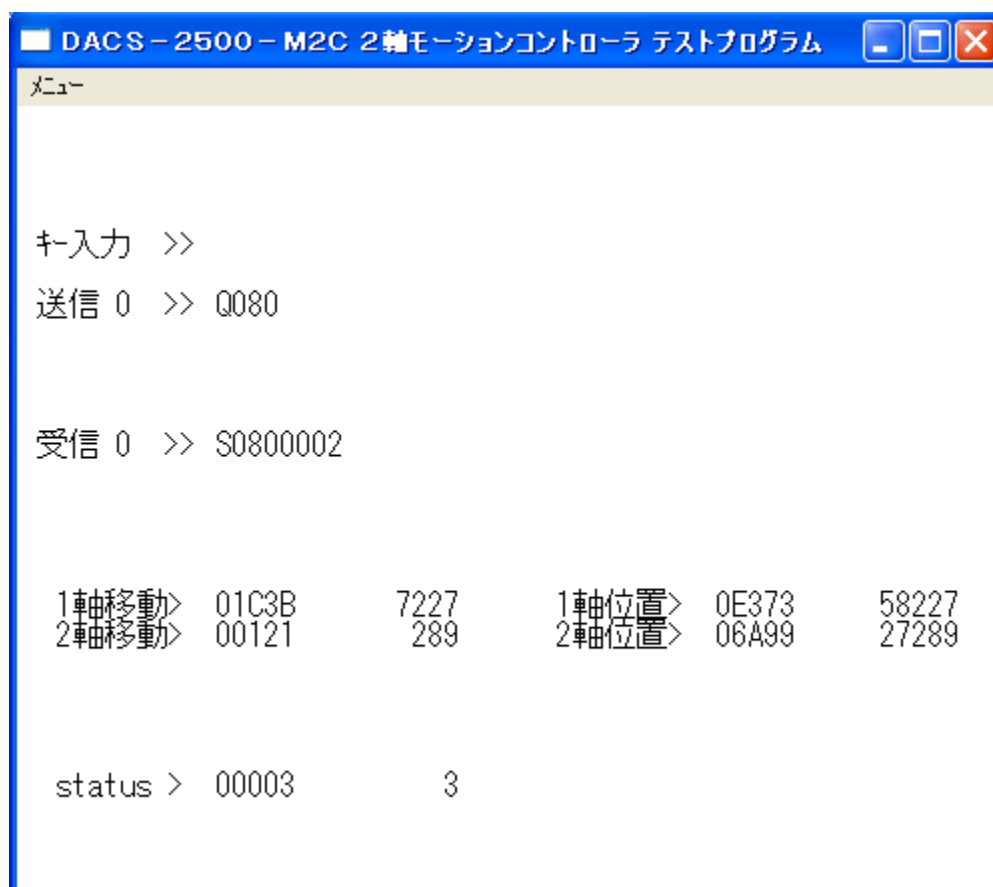 DACS－2500－M2C 2軸モーションコントローラ テストプログラム
ﾒﾆｭｰ
ｷｰ入力 >>
送信 0 >> Q080
受信 0 >> S0800002
1軸移動> 01C3B 7227 1軸位置> 0E373 58227
2軸移動> 00121 289 2軸位置> 06A99 27289
status > 00003 3